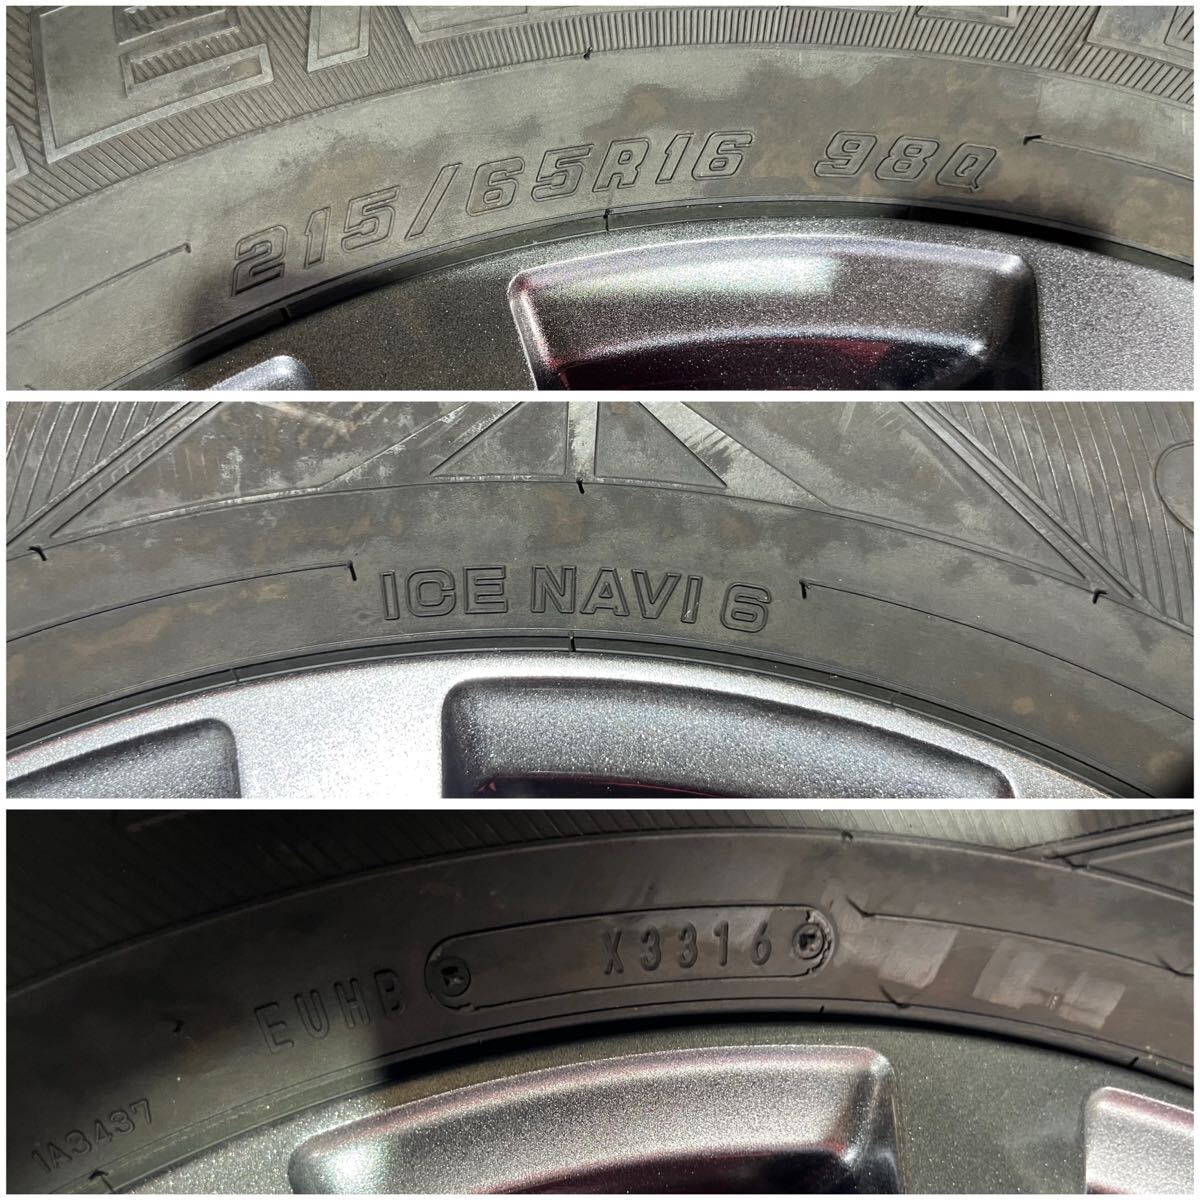 215/65R16 98Q
ICE NAVI 6
EUHB X3316
1A3437